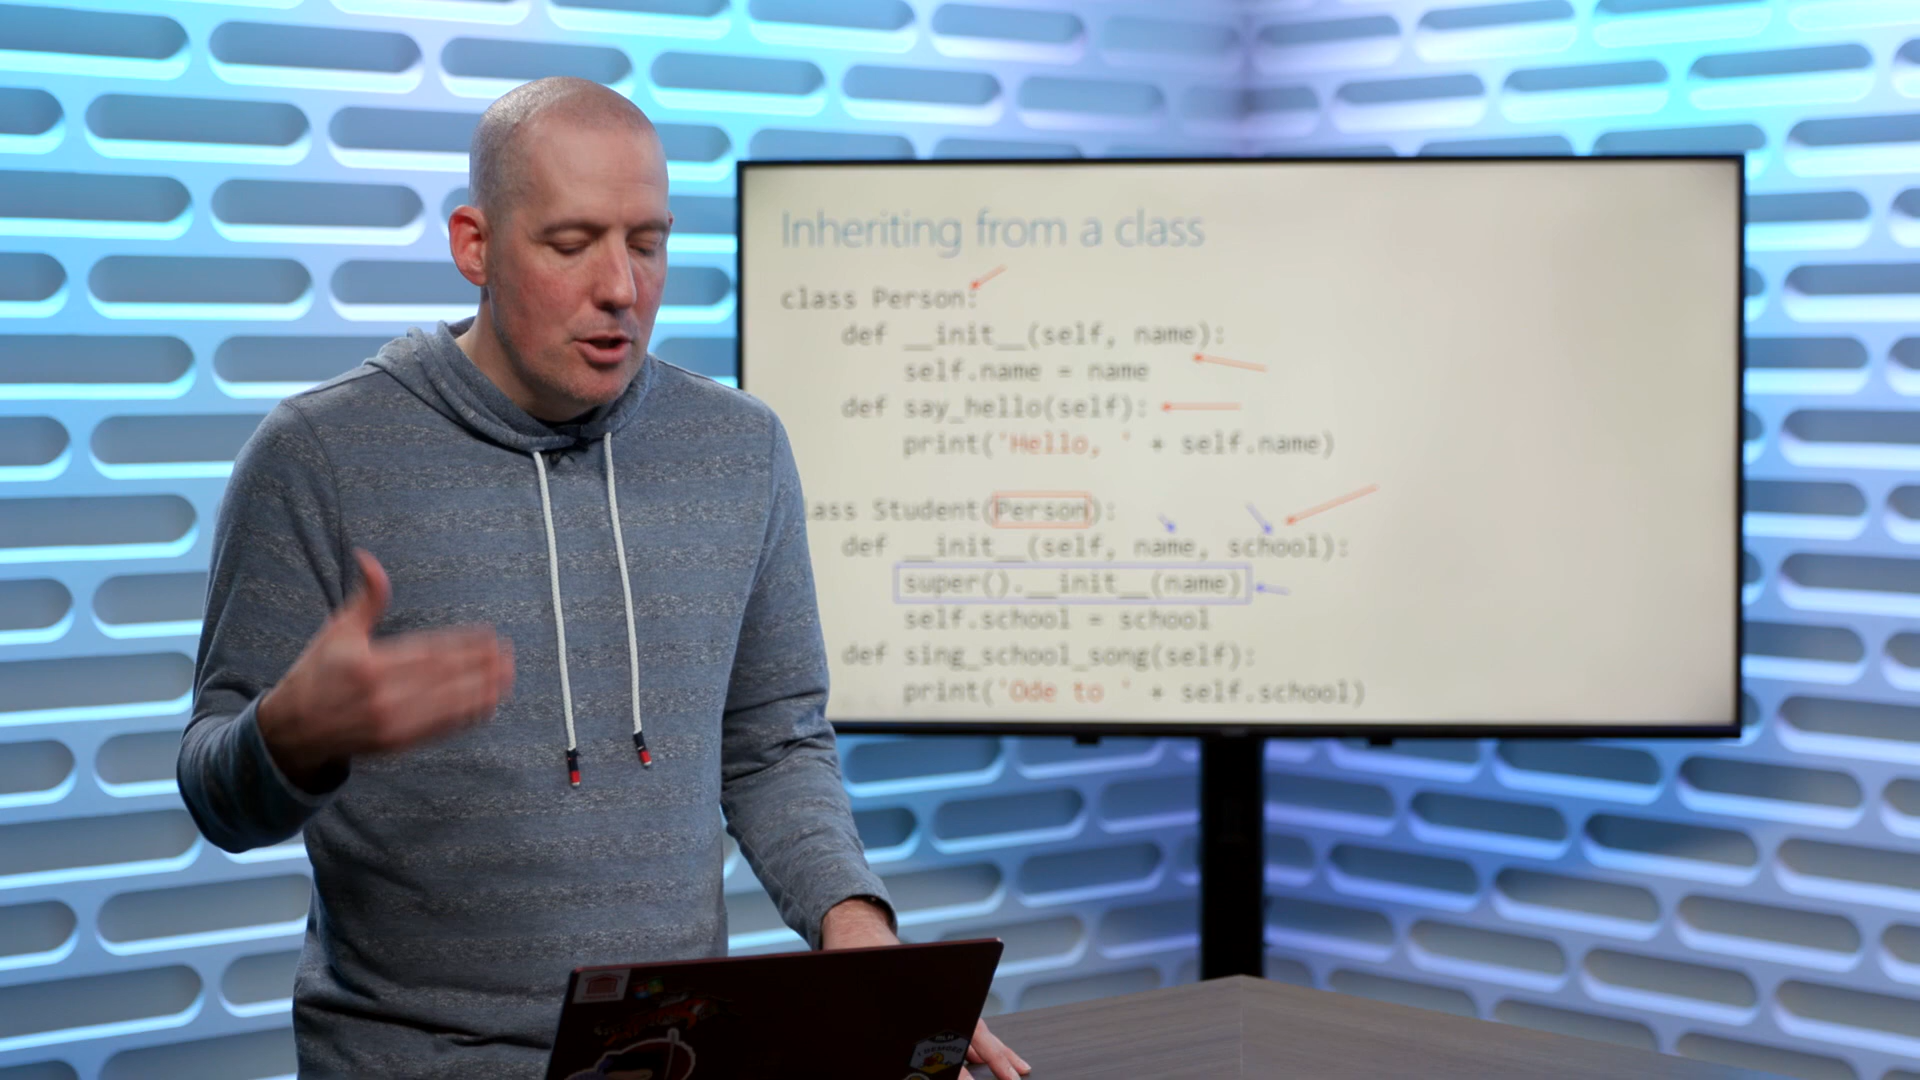 Inheriting from a class
class Person:
def __init__(self, name):
self.name = name
def say_hello(self):
print('Hello, ' + self.name)
lass Student(Person):
def __init__(self, name, school):
super().__init__(name)
self.school = school
def sing_school_song(self):
print('Ode to ' + self.school)